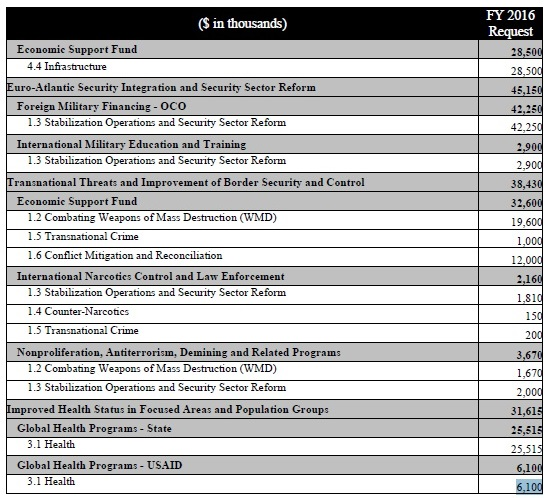 ($ in thousands) FY 2016 Request
Economic Support Fund 28,500
4.4 Infrastructure 28,500
Euro-Atlantic Security Integration and Security Sector Reform 45,150
Foreign Military Financing - OCO 42,250
1.3 Stabilization Operations and Security Sector Reform 42,250
International Military Education and Training 2,900
1.3 Stabilization Operations and Security Sector Reform 2,900
Transnational Threats and Improvement of Border Security and Control 38,430
Economic Support Fund 32,600
1.2 Combating Weapons of Mass Destruction (WMD) 19,600
1.5 Transnational Crime 1,000
1.6 Conflict Mitigation and Reconciliation 12,000
International Narcotics Control and Law Enforcement 2,160
1.3 Stabilization Operations and Security Sector Reform 1,810
1.4 Counter-Narcotics 150
1.5 Transnational Crime 200
Nonproliferation, Antiterrorism, Demining and Related Programs 3,670
1.2 Combating Weapons of Mass Destruction (WMD) 1,670
1.3 Stabilization Operations and Security Sector Reform 2,000
Improved Health Status in Focused Areas and Population Groups 31,615
Global Health Programs - State 25,515
3.1 Health 25,515
Global Health Programs - USAID 6,100
3.1 Health 6,100